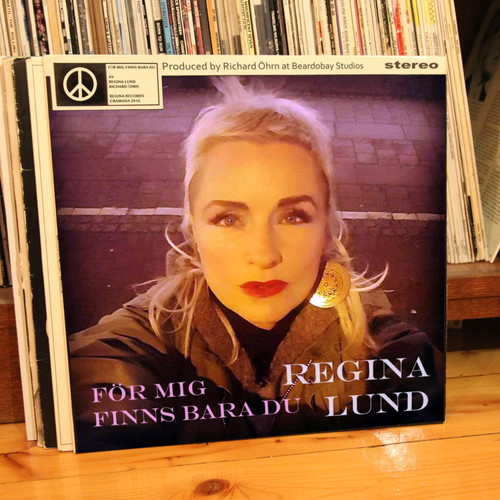 FÖR MIG FINNS BARA DU
AV
REGINA LUND
RICHARD ÖHRN
REGINA RECORDS
CRAMADA 2016
Produced by Richard Öhrn at Beardobay Studios
stereo
FÖR MIG
FINNS BARA DU
REGINA
LUND